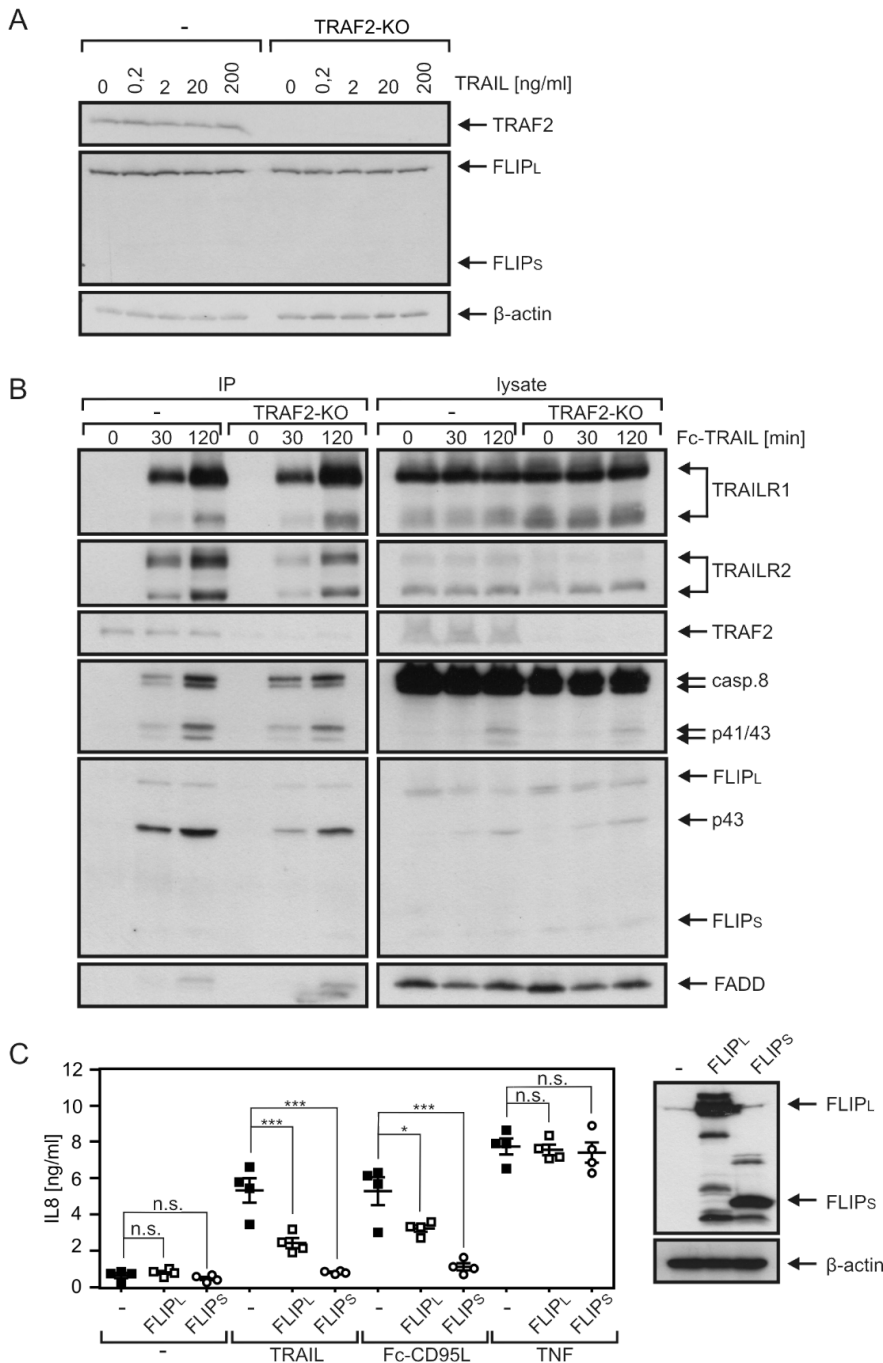 A
- TRAF2-KO
0 0,2 2 20 200 0 0,2 2 20 200 TRAIL [ng/ml]
TRAF2
FLIPL
FLIPS
β-actin
B
IP lysate
- TRAF2-KO - TRAF2-KO
0 30 120 0 30 120 0 30 120 0 30 120 Fc-TRAIL [min]
TRAILR1
TRAILR2
TRAF2
casp.8
p41/43
FLIPL
p43
FLIPS
FADD
C
IL8 [ng/ml]
12
10
8
6
4
2
0
n.s.
n.s.
***
***
***
*
n.s.
n.s.
- FLIPL FLIPS - FLIPL FLIPS - FLIPL FLIPS - FLIPL FLIPS
- TRAIL Fc-CD95L TNF
- FLIPL FLIPS
FLIPL
FLIPS
β-actin